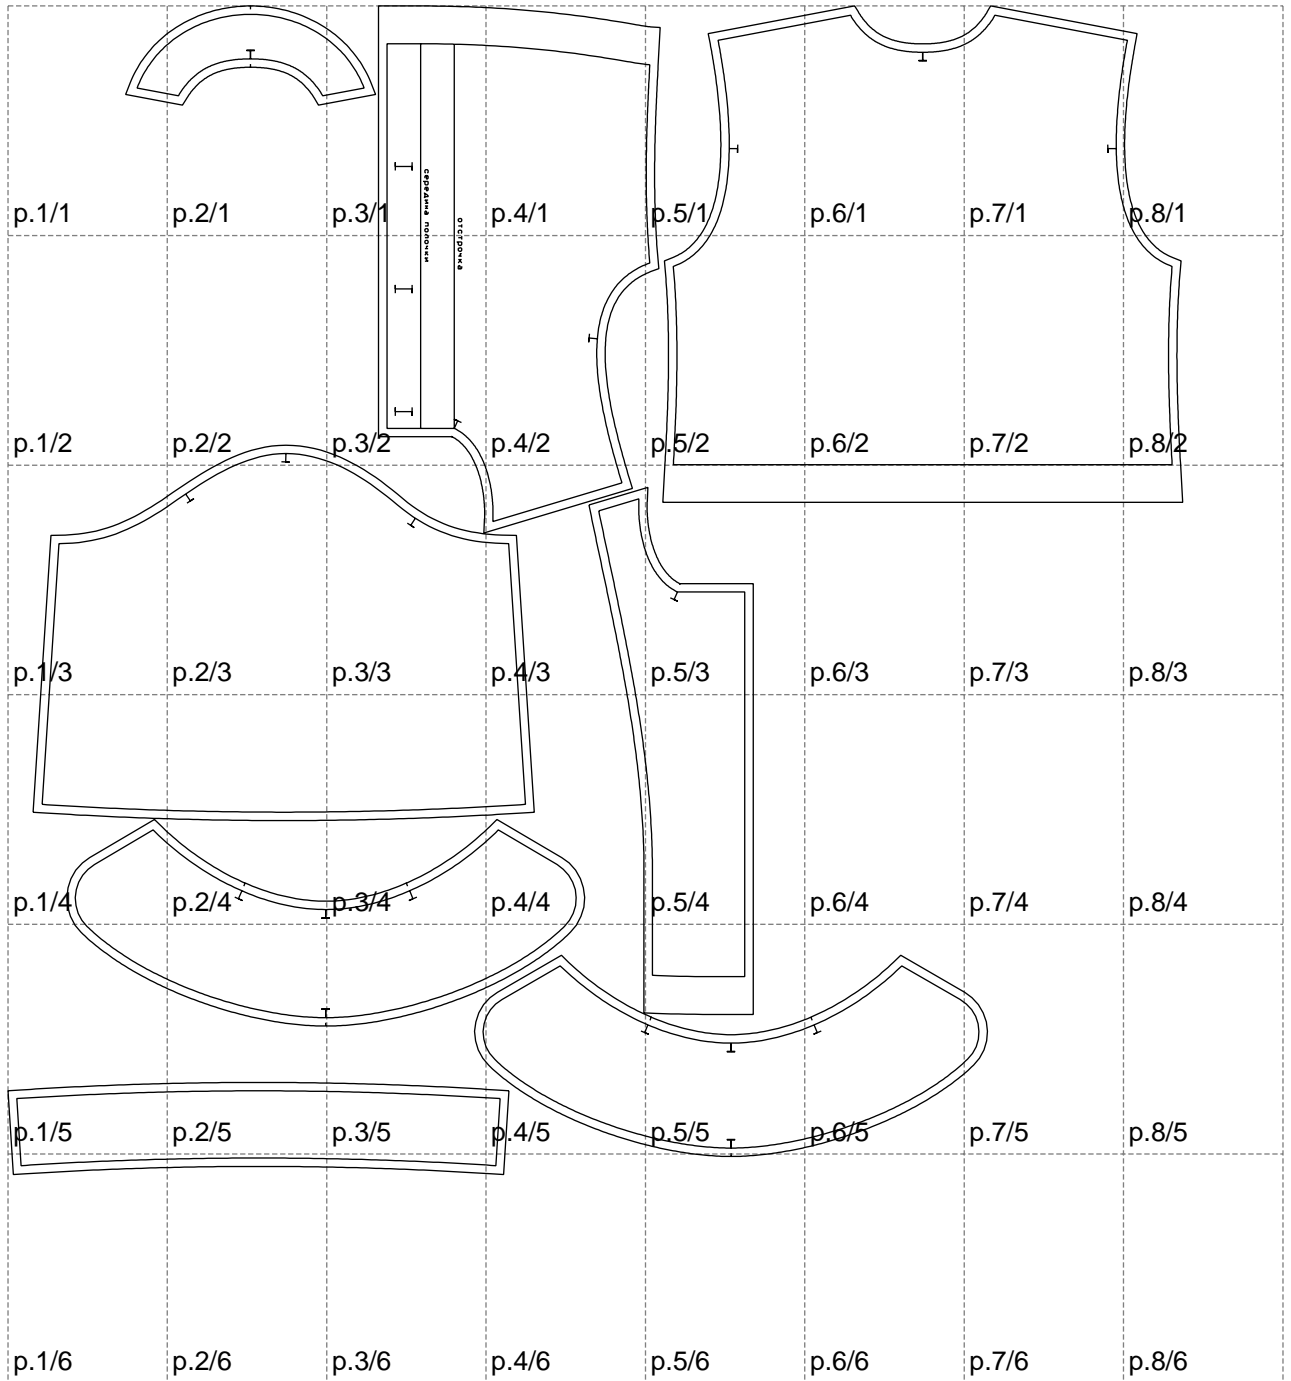 середина полочки
отстрочка
p.1/1 p.2/1 p.3/1 p.4/1 p.5/1 p.6/1 p.7/1 p.8/1
p.1/2 p.2/2 p.3/2 p.4/2 p.5/2 p.6/2 p.7/2 p.8/2
p.1/3 p.2/3 p.3/3 p.4/3 p.5/3 p.6/3 p.7/3 p.8/3
p.1/4 p.2/4 p.3/4 p.4/4 p.5/4 p.6/4 p.7/4 p.8/4
p.1/5 p.2/5 p.3/5 p.4/5 p.5/5 p.6/5 p.7/5 p.8/5
p.1/6 p.2/6 p.3/6 p.4/6 p.5/6 p.6/6 p.7/6 p.8/6